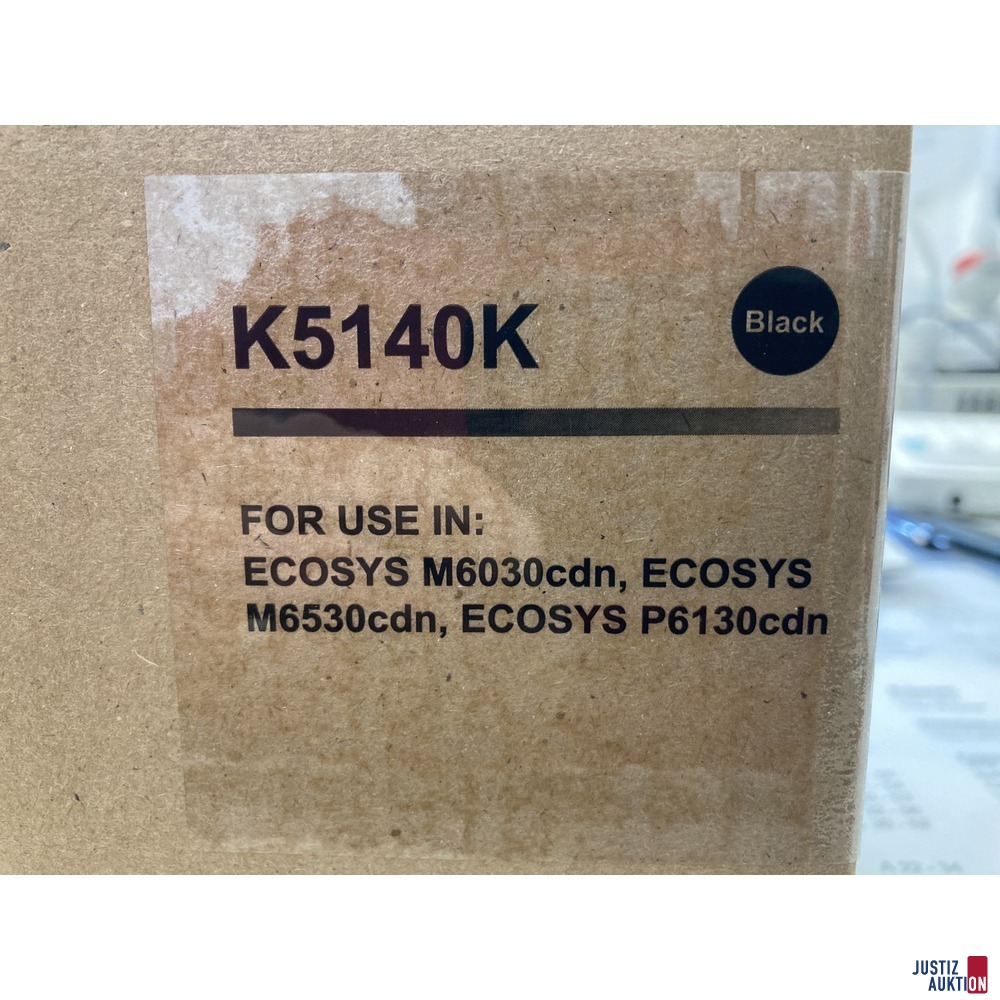 K5140K
Black
FOR USE IN:
ECOSYS M6030cdn, ECOSYS
M6530cdn, ECOSYS P6130cdn
JUSTIZ
AUKTION